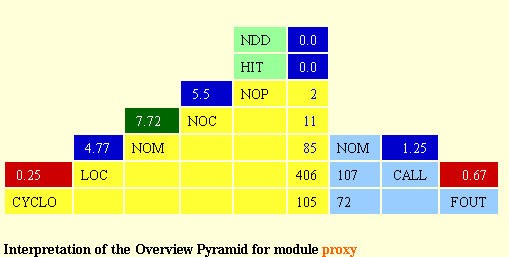 NDD 0.0
HIT 0.0
5.5 NOP 2
7.72 NOC 11
4.77 NOM 85 NOM 1.25
0.25 LOC 406 107 CALL 0.67
CYCLO 105 72 FOUT
Interpretation of the Overview Pyramid for module proxy